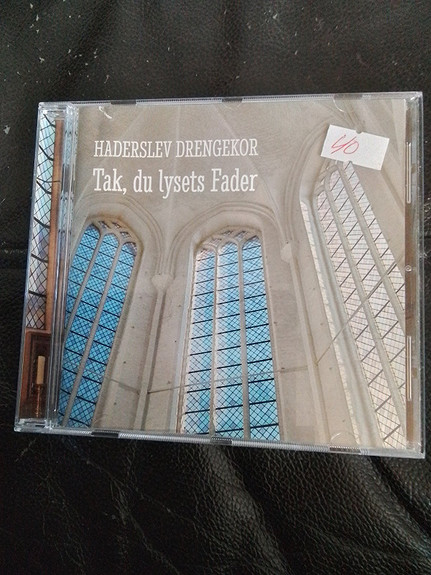 HADERSLEV DRENGEKOR
Tak, du lysets Fader
40